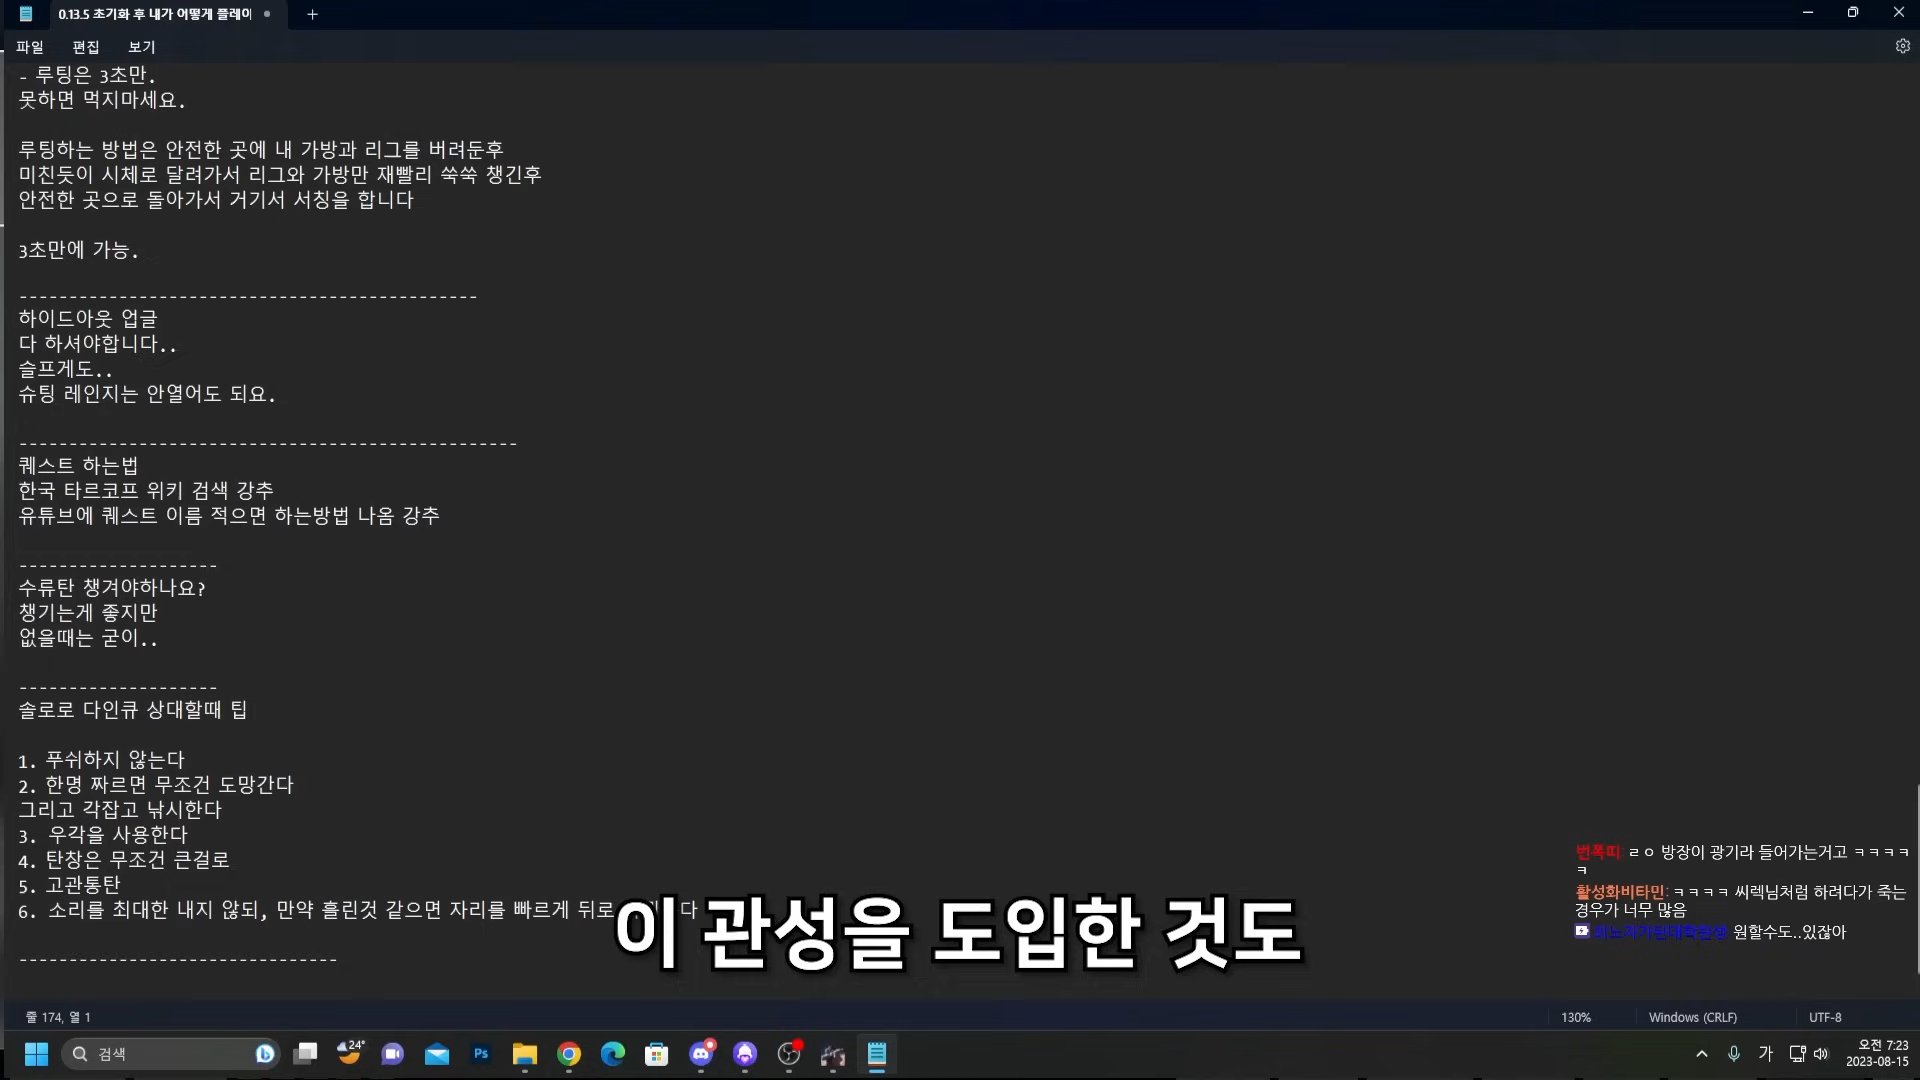 0.13.5 초기화 후 내가 어떻게 플레이
파일 편집 보기
- 루팅은 3초만.
못하면 먹지마세요.
루팅하는 방법은 안전한 곳에 내 가방과 리그를 버려둔후
미친듯이 시체로 달려가서 리그와 가방만 재빨리 쑥쑥 챙긴후
안전한 곳으로 돌아가서 거기서 서칭을 합니다
3초만에 가능.
----------------------------------------------
하이드아웃 업글
다 하셔야합니다..
슬프게도..
슈팅 레인지는 안열어도 되요.
--------------------------------------------------
퀘스트 하는법
한국 타르코프 위키 검색 강추
유튜브에 퀘스트 이름 적으면 하는방법 나옴 강추
--------------------
수류탄 챙겨야하나요?
챙기는게 좋지만
없을때는 굳이..
--------------------
솔로로 다인큐 상대할때 팁
1. 푸쉬하지 않는다
2. 한명 짜르면 무조건 도망간다
그리고 각잡고 낚시한다
3. 우각을 사용한다
4. 탄창은 무조건 큰걸로
5. 고관통탄
6. 소리를 최대한 내지 않되, 만약 흘린것 같으면 자리를 빠르게 뒤로 다
--------------------------------
이 관성을 도입한 것도
번폭띠: ㄹㅇ 방장이 광기라 들어가는거고 ㅋㅋㅋㅋ
ㅋ
활성화비타민: ㅋㅋㅋㅋ 씨렉님처럼 하려다가 죽는
경우가 너무 많음
원할수도..있잖아
줄 174, 열 1
130%
Windows (CRLF)
UTF-8
검색
24°
Ps
가
오전 7:23
2023-08-15